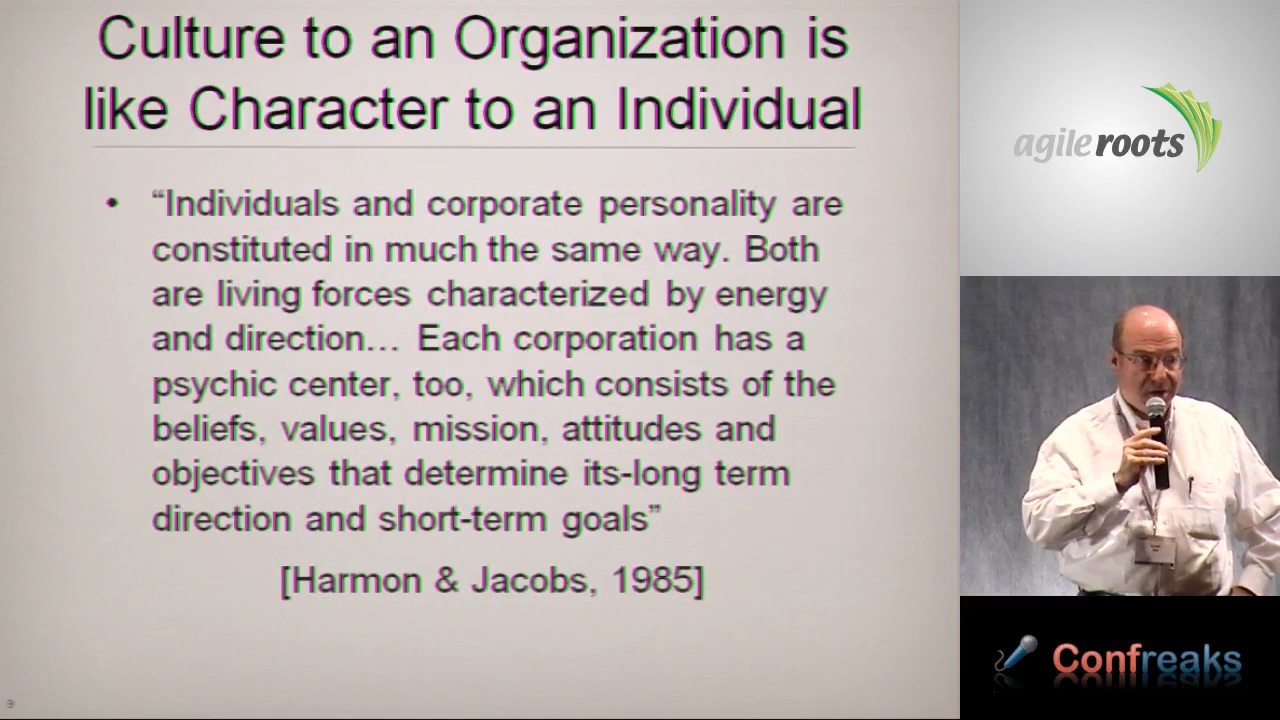 Culture to an Organization is
like Character to an Individual
• “Individuals and corporate personality are
constituted in much the same way. Both
are living forces characterized by energy
and direction... Each corporation has a
psychic center, too, which consists of the
beliefs, values, mission, attitudes and
objectives that determine its-long term
direction and short-term goals”
[Harmon & Jacobs, 1985]
agile roots
Confreaks